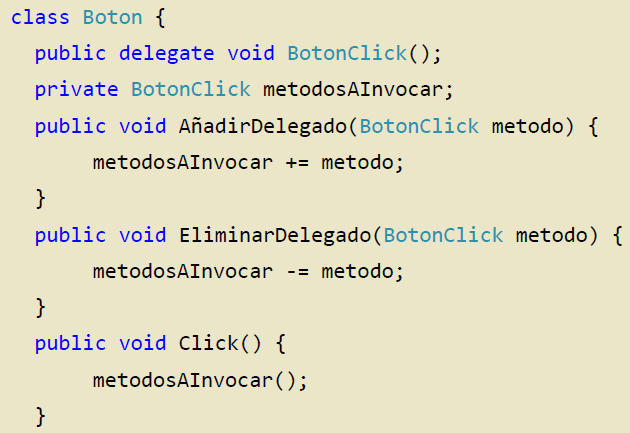 class Boton {
public delegate void BotonClick();
private BotonClick metodosAInvocar;
public void AñadirDelegado(BotonClick metodo) {
metodosAInvocar += metodo;
}
public void EliminarDelegado(BotonClick metodo) {
metodosAInvocar -= metodo;
}
public void Click() {
metodosAInvocar();
}